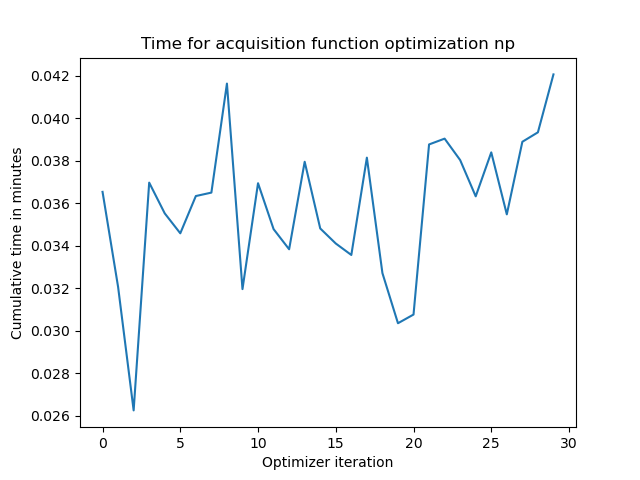 Time for acquisition function optimization np
Cumulative time in minutes
0.042
0.040
0.038
0.036
0.034
0.032
0.030
0.028
0.026
0 5 10 15 20 25 30
Optimizer iteration